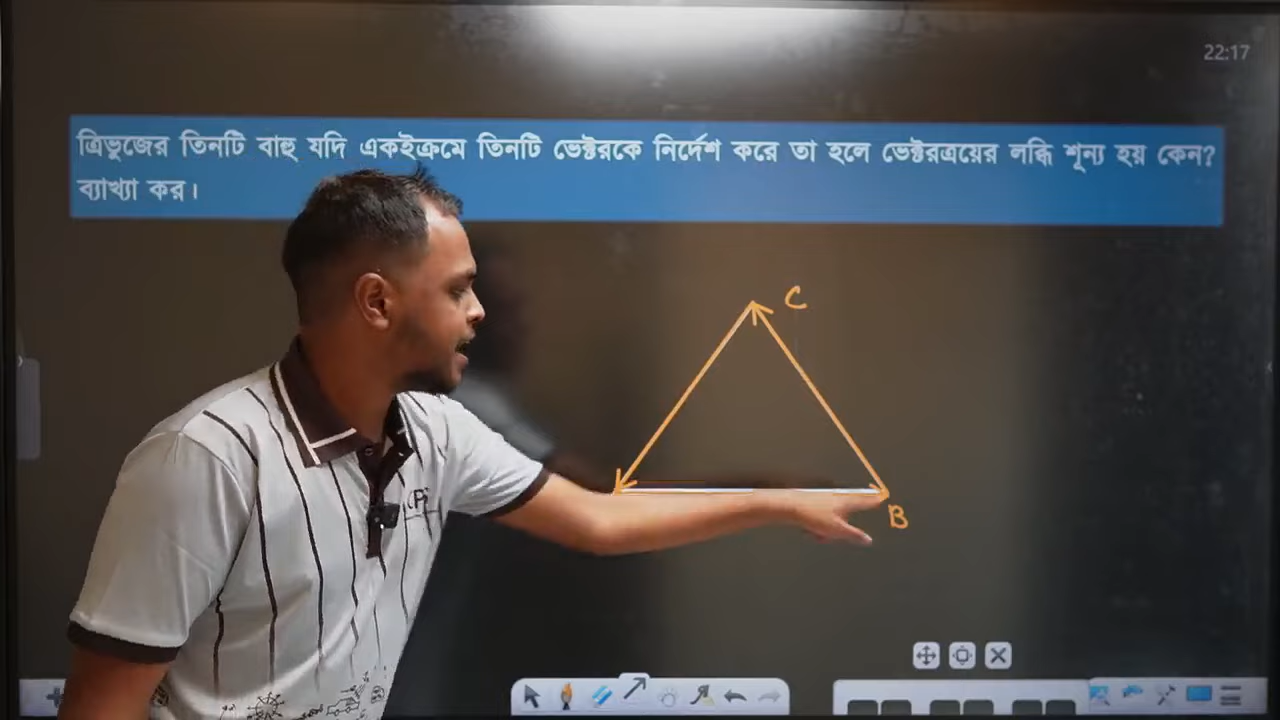 22:17
ত্রিভুজের তিনটি বাহু যদি একইক্রমে তিনটি ভেক্টরকে নির্দেশ করে তা হলে ভেক্টরত্রয়ের লব্ধি শূন্য হয় কেন?
ব্যাখ্যা কর।
C
B